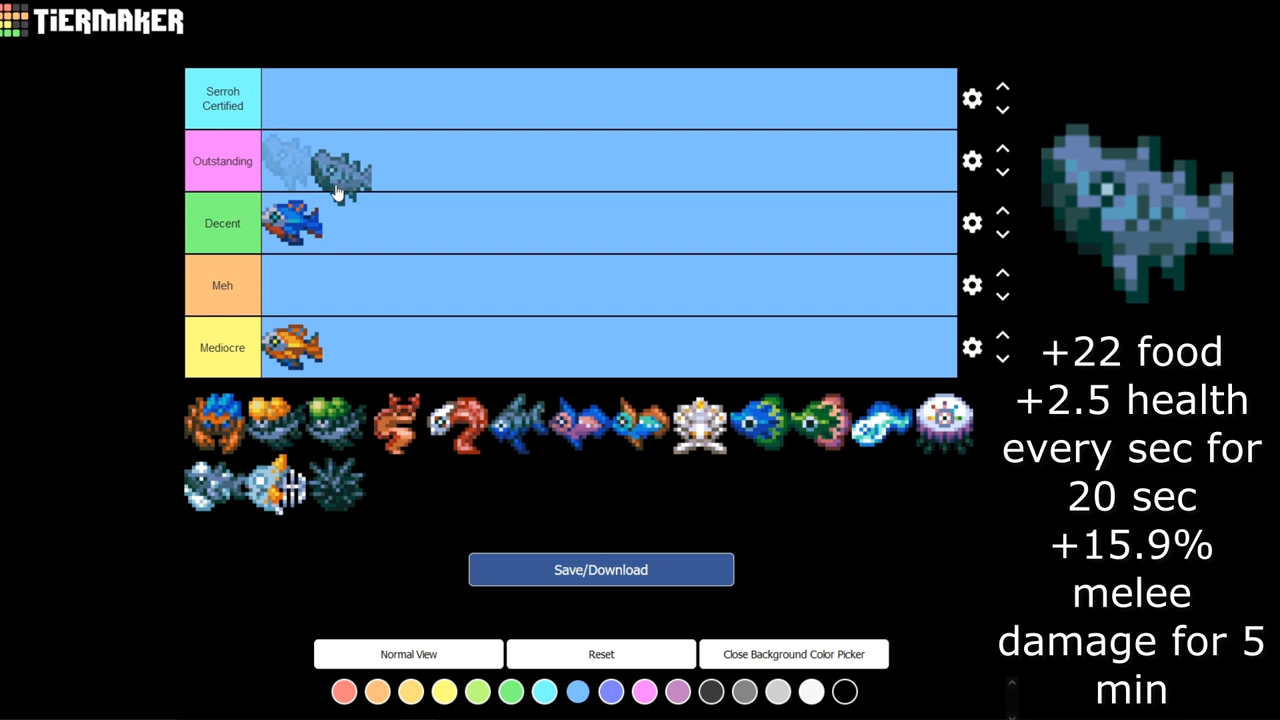 TiERMAKER
Serroh
Certified
Outstanding
Decent
Meh
Mediocre
+22 food
+2.5 health
every sec for
20 sec
+15.9%
melee
damage for 5
min
Save/Download
Normal View
Reset
Close Background Color Picker